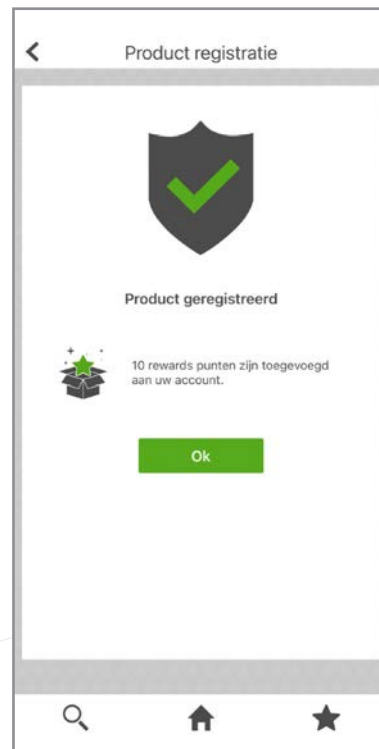 Product registratie
Product geregistreerd
10 rewards punten zijn toegevoegd
aan uw account.
Ok